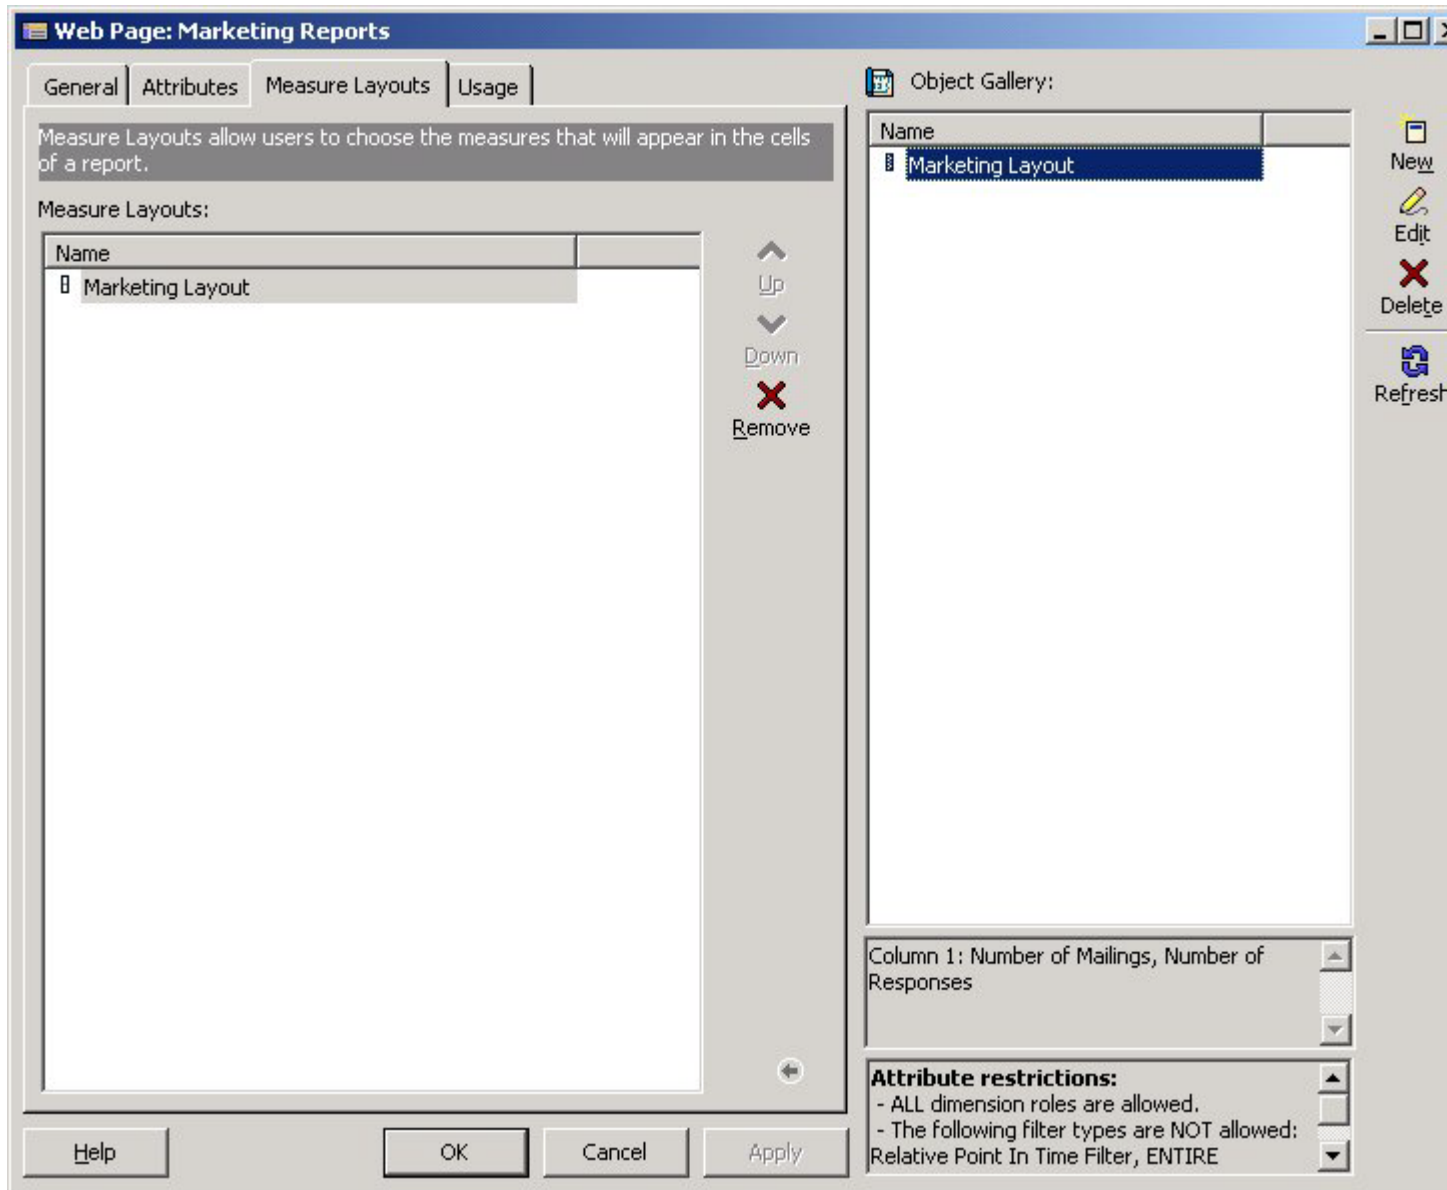 Web Page: Marketing Reports
General Attributes Measure Layouts Usage
Measure Layouts allow users to choose the measures that will appear in the cells
of a report.
Measure Layouts:
Name
Marketing Layout
Up
Down
Remove
Help OK Cancel Apply
Object Gallery:
Name
Marketing Layout
New
Edit
Delete
Refresh
Column 1: Number of Mailings, Number of
Responses
Attribute restrictions:
- ALL dimension roles are allowed.
- The following filter types are NOT allowed:
Relative Point In Time Filter, ENTIRE